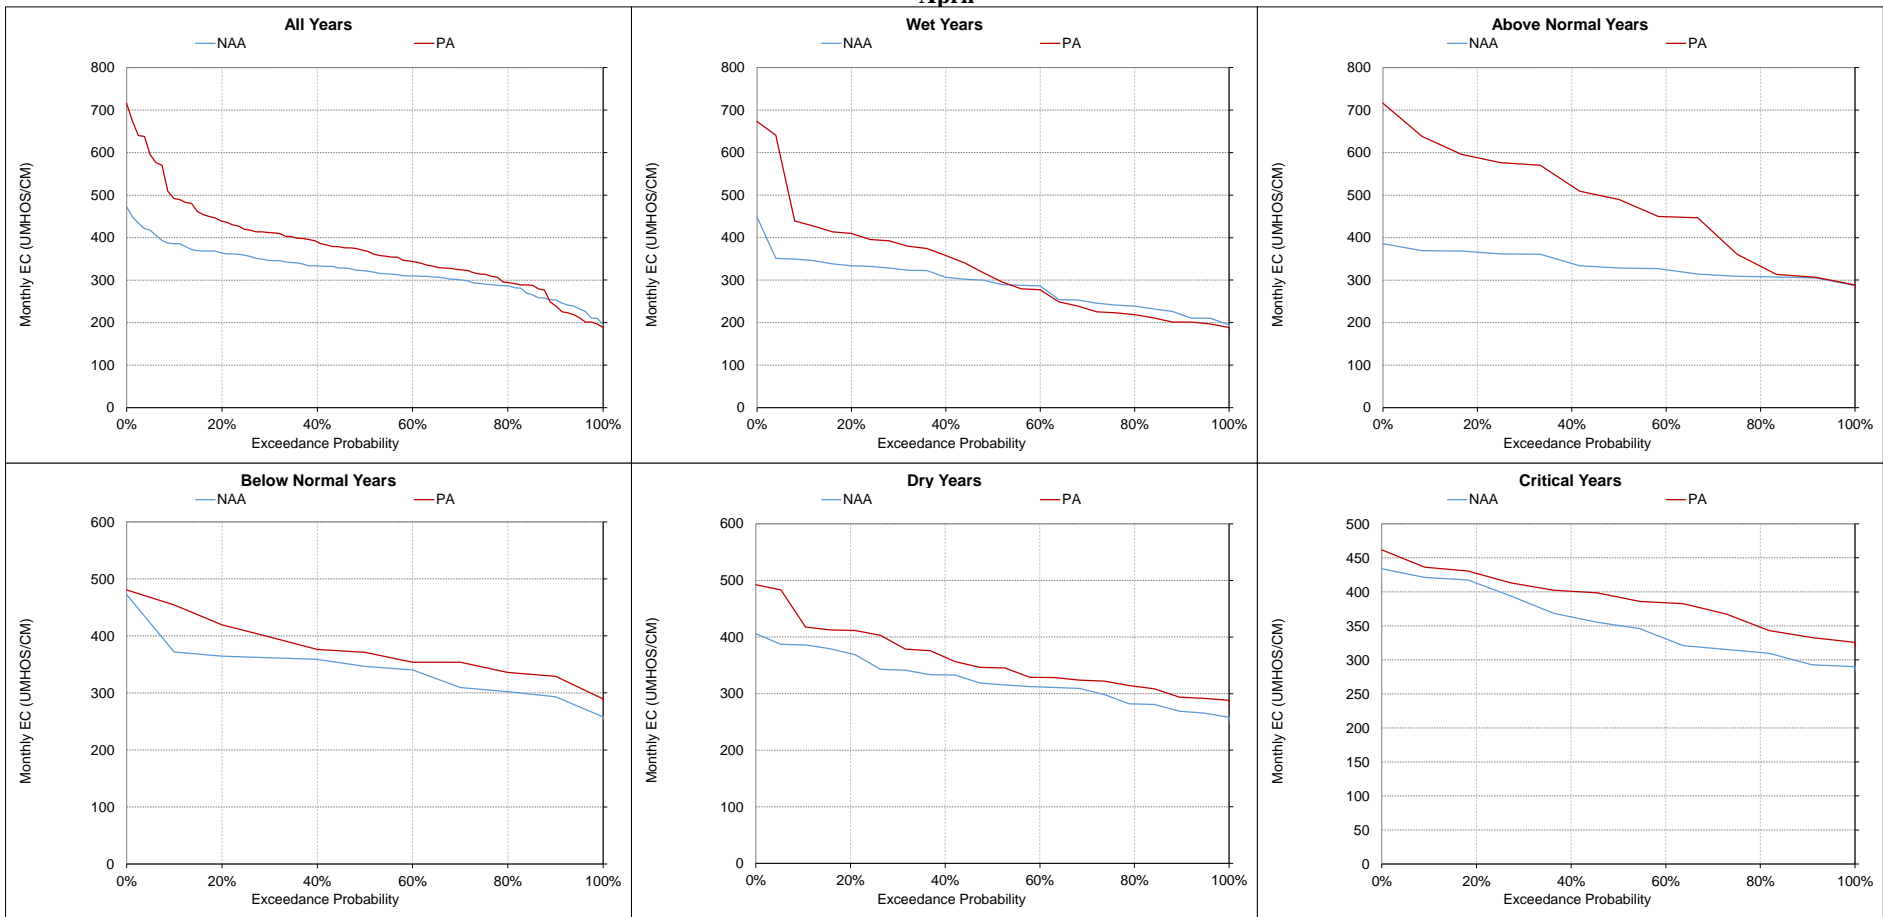 April
All Years
NAA PA
800
700
600
500
400
300
200
100
0
Monthly EC (UMHOS/CM)
0% 20% 40% 60% 80% 100%
Exceedance Probability
Wet Years
NAA PA
800
700
600
500
400
300
200
100
0
Monthly EC (UMHOS/CM)
0% 20% 40% 60% 80% 100%
Exceedance Probability
Above Normal Years
NAA PA
800
700
600
500
400
300
200
100
0
Monthly EC (UMHOS/CM)
0% 20% 40% 60% 80% 100%
Exceedance Probability
Below Normal Years
NAA PA
600
500
400
300
200
100
0
Monthly EC (UMHOS/CM)
0% 20% 40% 60% 80% 100%
Exceedance Probability
Dry Years
NAA PA
600
500
400
300
200
100
0
Monthly EC (UMHOS/CM)
0% 20% 40% 60% 80% 100%
Exceedance Probability
Critical Years
NAA PA
500
450
400
350
300
250
200
150
100
50
0
Monthly EC (UMHOS/CM)
0% 20% 40% 60% 80% 100%
Exceedance Probability